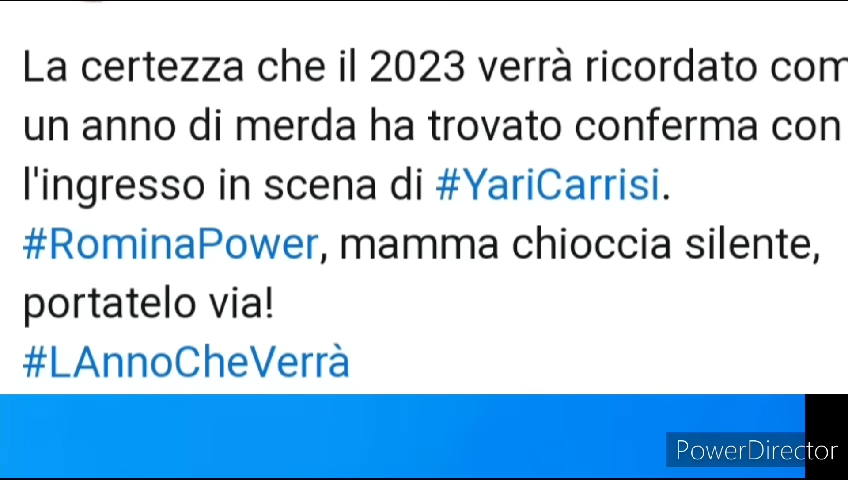 La certezza che il 2023 verrà ricordato com
un anno di merda ha trovato conferma con
l'ingresso in scena di #YariCarrisi.
#RominaPower, mamma chioccia silente,
portatelo via!
#LAnnoCheVerrà
PowerDirector